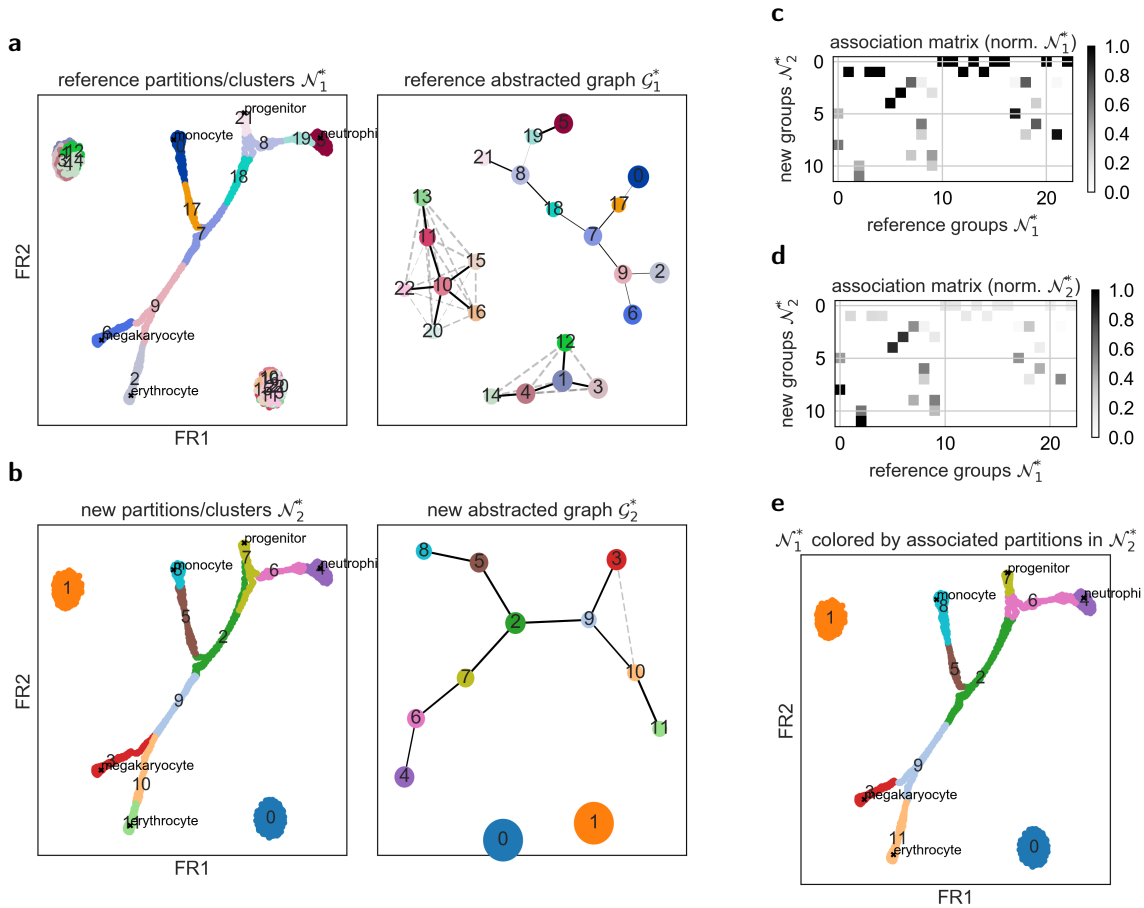 a
reference partitions/clusters 𝒩₁*
progenitor
21
monocyte
neutrophi
19
8
12
14
4
18
17
7
9
6
megakaryocyte
2
erythrocyte
FR2
FR1
reference abstracted graph 𝒢₁*
5
19
21
8
0
13
18
17
11
7
15
9
2
22
10
16
6
20
12
1
3
14
4
b
new partitions/clusters 𝒩₂*
progenitor
7
monocyte
8
6
4
neutrophi
1
5
2
9
3
megakaryocyte
10
erythrocyte
0
FR2
FR1
new abstracted graph 𝒢₂*
8
5
3
2
9
7
10
6
11
4
0
1
c
association matrix (norm. 𝒩₁*)
new groups 𝒩₂*
0
5
10
0
10
20
reference groups 𝒩₁*
1.0
0.8
0.6
0.4
0.2
0.0
d
association matrix (norm. 𝒩₂*)
new groups 𝒩₂*
0
5
10
0
10
20
reference groups 𝒩₁*
1.0
0.8
0.6
0.4
0.2
0.0
e
𝒩₁* colored by associated partitions in 𝒩₂*
progenitor
7
monocyte
8
6
4
neutrophi
1
5
2
9
3
megakaryocyte
11
erythrocyte
0
FR2
FR1